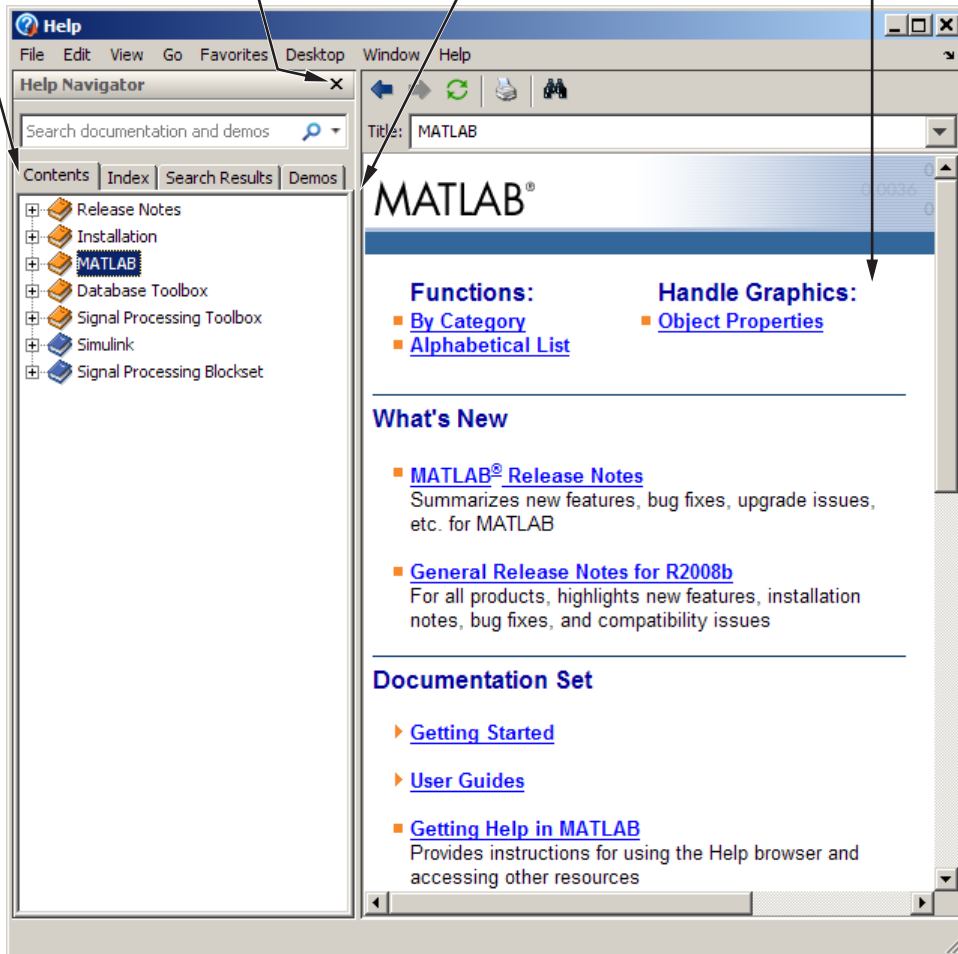 Help
File Edit View Go Favorites Desktop Window Help
Help Navigator
Search documentation and demos
Contents Index Search Results Demos
Release Notes
Installation
MATLAB
Database Toolbox
Signal Processing Toolbox
Simulink
Signal Processing Blockset
Title: MATLAB
MATLAB®
0.0036
Functions:
By Category
Alphabetical List
Handle Graphics:
Object Properties
What's New
MATLAB® Release Notes
Summarizes new features, bug fixes, upgrade issues,
etc. for MATLAB
General Release Notes for R2008b
For all products, highlights new features, installation
notes, bug fixes, and compatibility issues
Documentation Set
Getting Started
User Guides
Getting Help in MATLAB
Provides instructions for using the Help browser and
accessing other resources